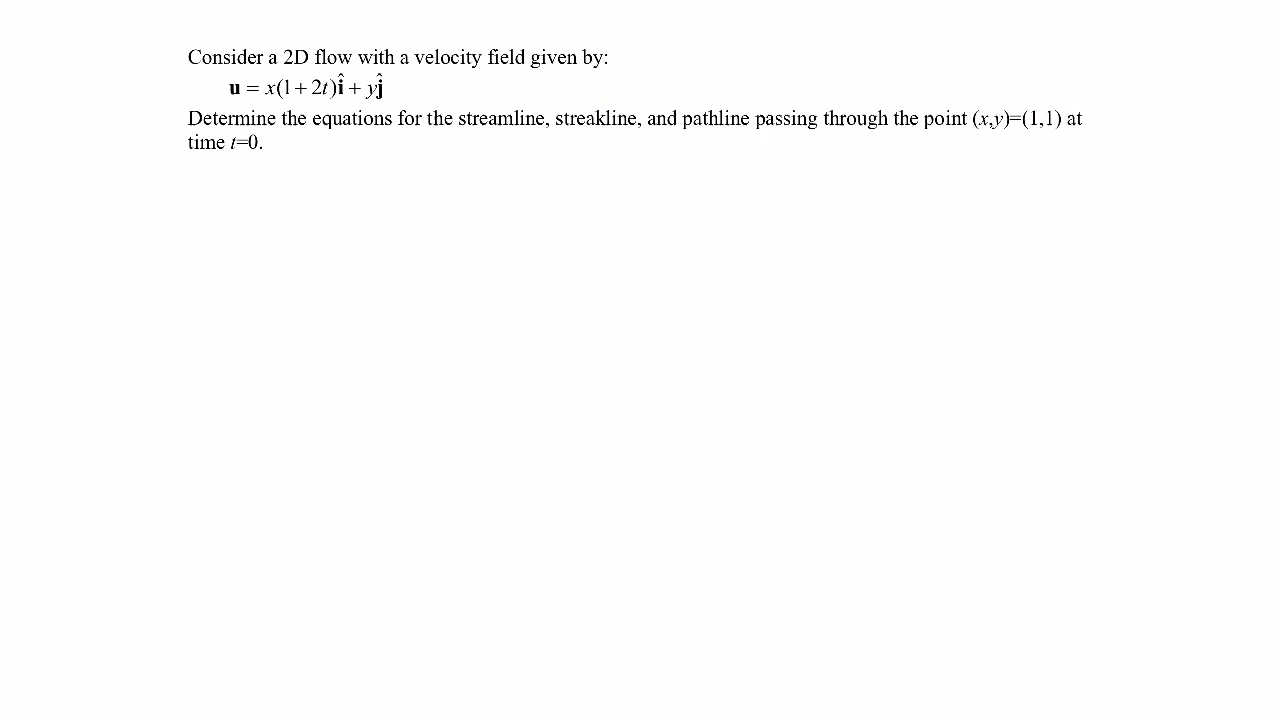 Consider a 2D flow with a velocity field given by:
u = x(1 + 2t)î + yĵ
Determine the equations for the streamline, streakline, and pathline passing through the point (x,y)=(1,1) at
time t=0.